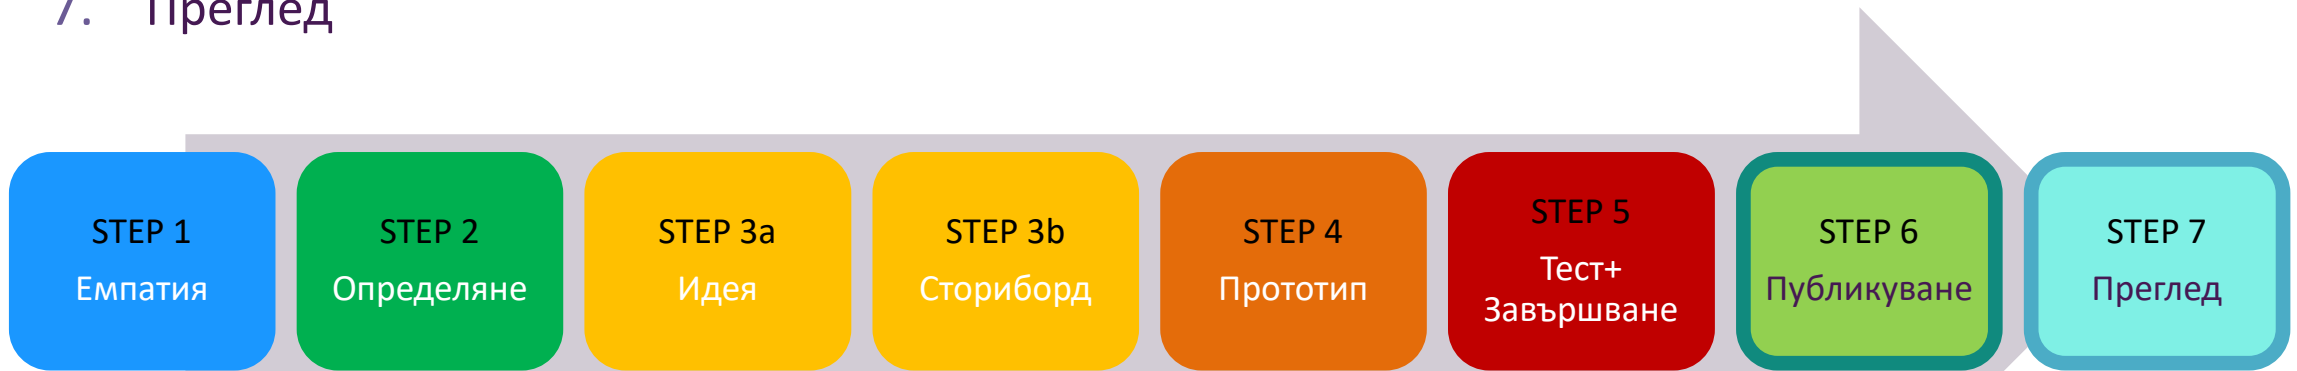 7. Преглед
STEP 1
Емпатия
STEP 2
Определяне
STEP 3a
Идея
STEP 3b
Сториборд
STEP 4
Прототип
STEP 5
Тест+
Завършване
STEP 6
Публикуване
STEP 7
Преглед